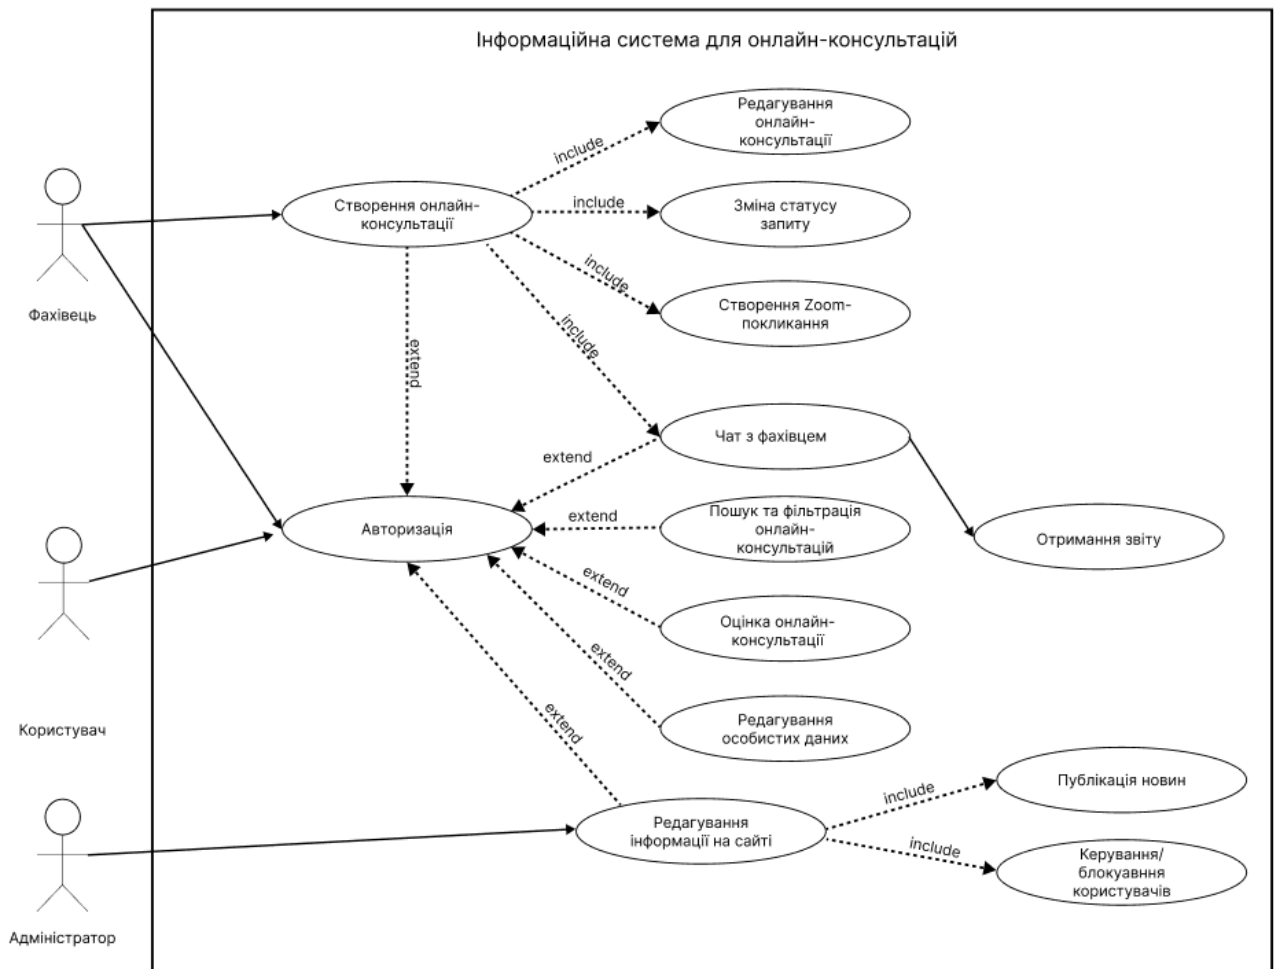 Інформаційна система для онлайн-консультацій
Редагування
онлайн-
консультації
include
Створення онлайн-
консультації
include
Зміна статусу
запиту
include
Створення Zoom-
покликання
Фахівець
include
extend
Чат з фахівцем
extend
Авторизація
extend
Пошук та фільтрація
онлайн-
консультацій
Отримання звіту
extend
Оцінка онлайн-
консультації
extend
Редагування
особистих даних
extend
Користувач
Публікація новин
include
Редагування
інформації на сайті
include
Керування/
блокуавння
користувачів
Адміністратор